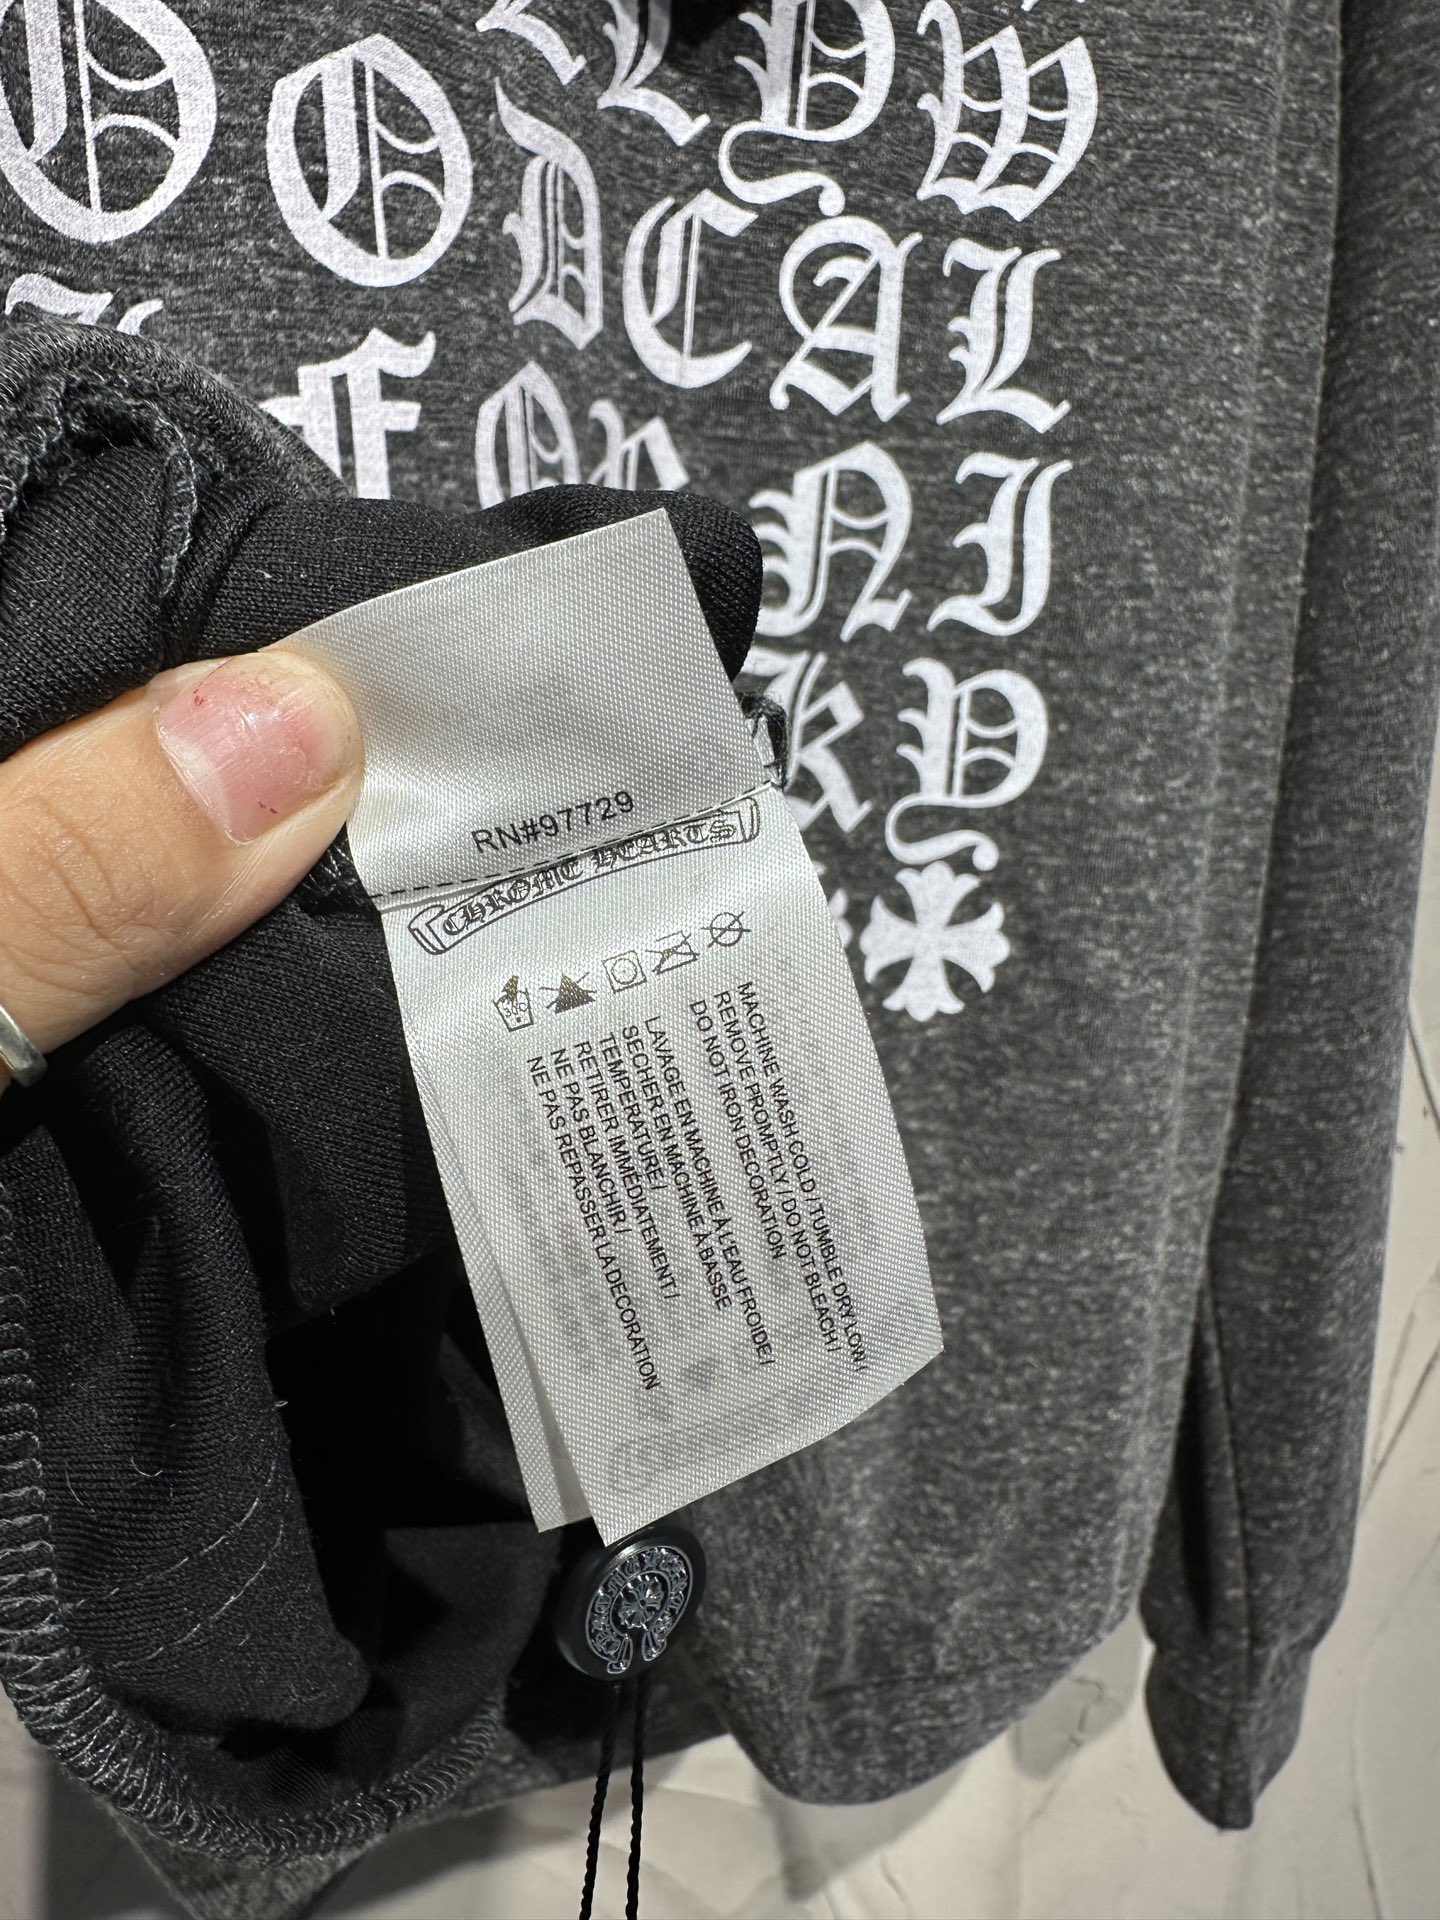 O
O D
L D W
C A L
F O R N I
k y
RN#97729
CHROME HEARTS
30°C
MACHINE WASH COLD / TUMBLE DRY LOW /
REMOVE PROMPTLY / DO NOT BLEACH /
DO NOT IRON DECORATION
LAVAGE EN MACHINE À L'EAU FROIDE /
SECHER EN MACHINE À BASSE
TEMPERATURE /
RETIRER IMMÉDIATEMENT /
NE PAS BLANCHIR /
NE PAS REPASSER LA DECORATION